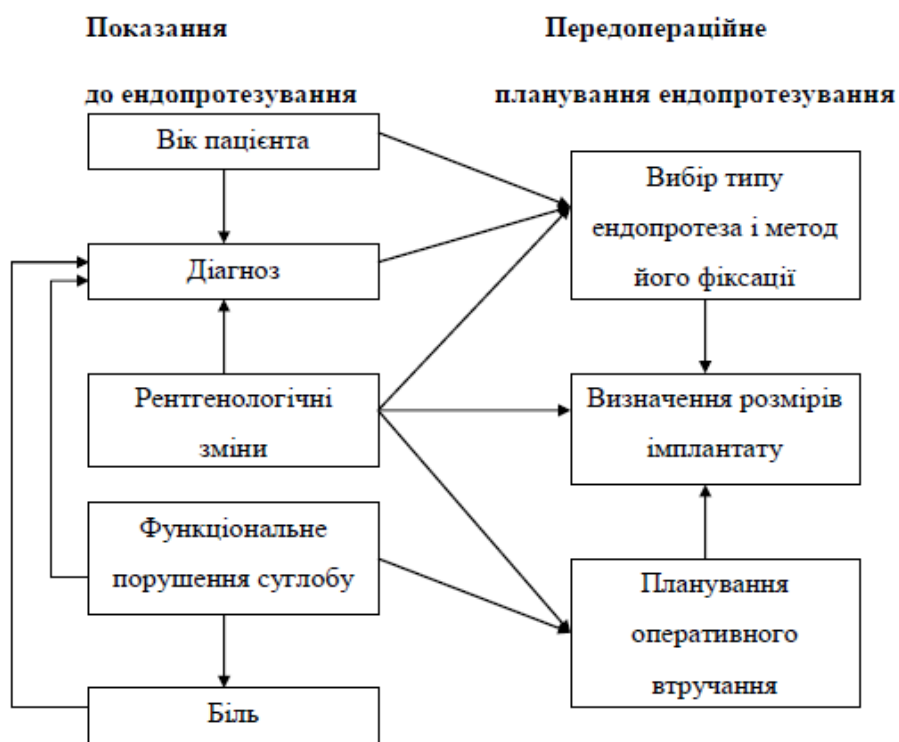 Показання
до ендопротезування
Вік пацієнта
Діагноз
Рентгенологічні
зміни
Функціональне
порушення суглобу
Біль
Передопераційне
планування ендопротезування
Вибір типу
ендопротеза і метод
його фіксації
Визначення розмірів
імплантату
Планування
оперативного
втручання